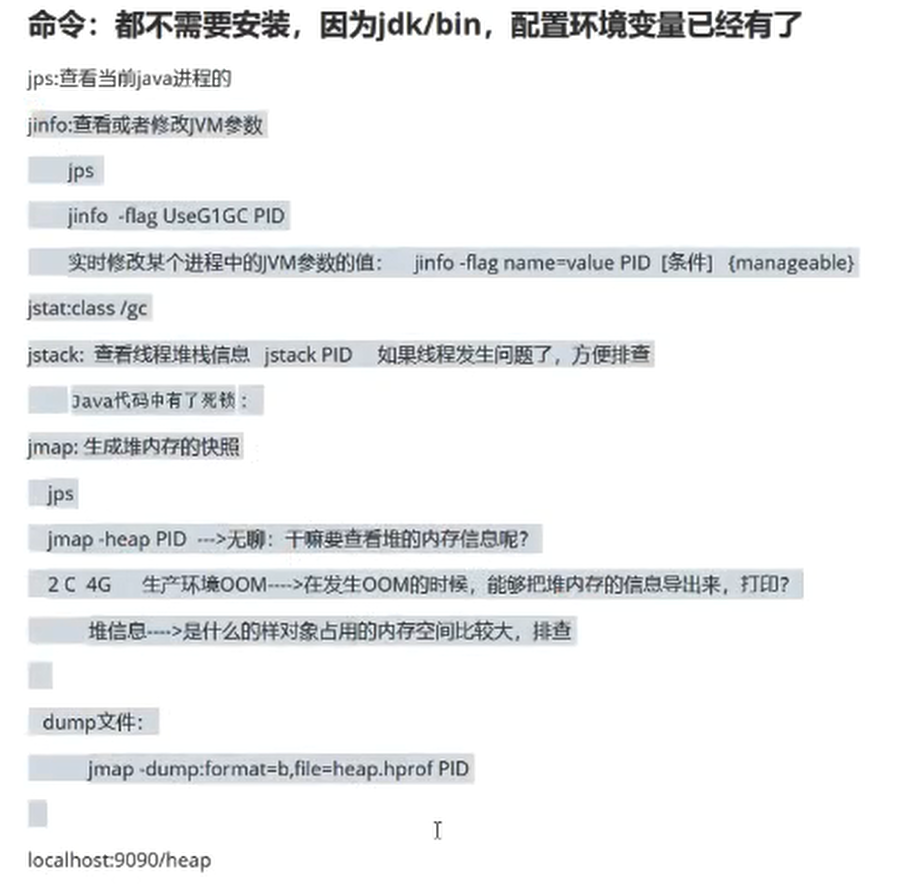 命令：都不需要安装，因为jdk/bin，配置环境变量已经有了
jps:查看当前java进程的
jinfo:查看或者修改JVM参数
jps
jinfo -flag UseG1GC PID
实时修改某个进程中的JVM参数的值： jinfo -flag name=value PID [条件] {manageable}
jstat:class /gc
jstack: 查看线程堆栈信息 jstack PID 如果线程发生问题了，方便排查
Java代码中有了死锁：
jmap: 生成堆内存的快照
jps
jmap -heap PID --->无聊：干嘛要查看堆的内存信息呢?
2 C 4G 生产环境OOM---->在发生OOM的时候，能够把堆内存的信息导出来，打印?
堆信息---->是什么的样对象占用的内存空间比较大，排查
dump文件：
jmap -dump:format=b,file=heap.hprof PID
localhost:9090/heap